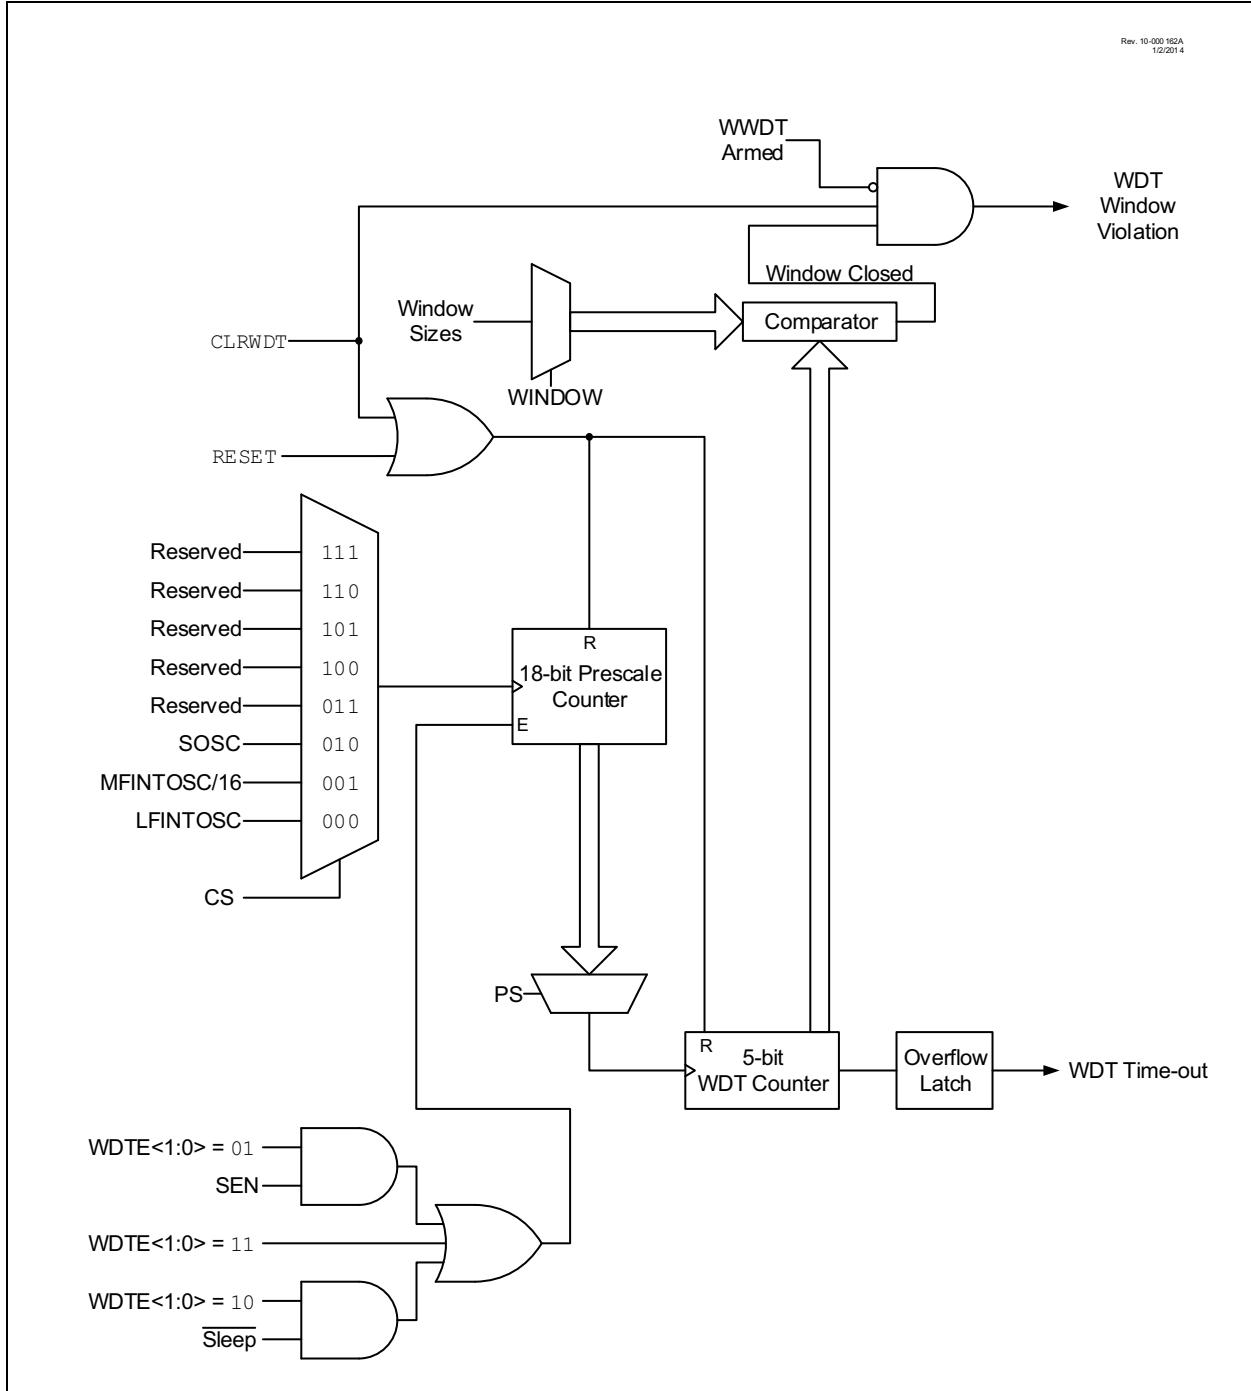 Rev. 10-000 162A
1/2/201 4
WWDT
Armed
WDT
Window
Violation
Window Closed
Window
Sizes
Comparator
CLRWDT
WINDOW
RESET
Reserved 111
Reserved 110
Reserved 101
Reserved 100
Reserved 011
SOSC 010
MFINTOSC/16 001
LFINTOSC 000
CS
R
18-bit Prescale
Counter
E
PS
R
5-bit
WDT Counter
Overflow
Latch
WDT Time-out
WDTE<1:0> = 01
SEN
WDTE<1:0> = 11
WDTE<1:0> = 10
Sleep